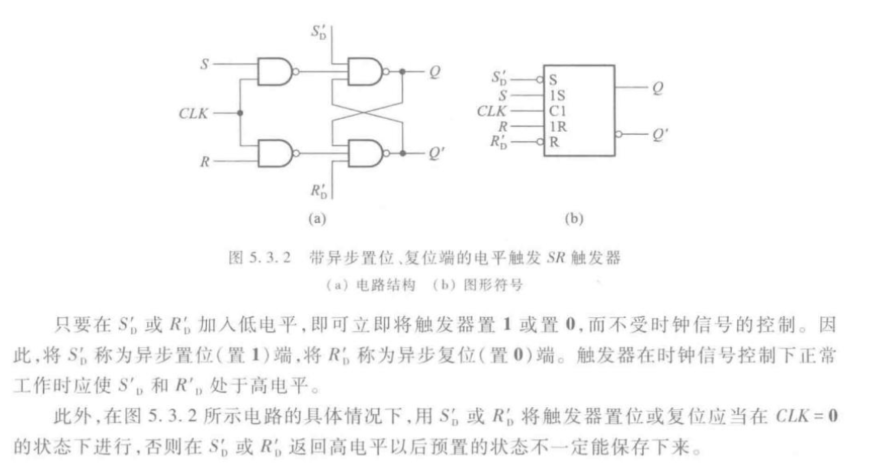 S'_D
S
Q
CLK
R
Q'
R'_D
(a)
S'_D
S
CLK
R
R'_D
S
1S
C1
1R
R
Q
Q'
(b)
图 5.3.2 带异步置位、复位端的电平触发 SR 触发器
(a) 电路结构 (b) 图形符号
只要在 S'_D 或 R'_D 加入低电平,即可立即将触发器置 1 或置 0,而不受时钟信号的控制。因
此,将 S'_D 称为异步置位(置 1)端,将 R'_D 称为异步复位(置 0)端。触发器在时钟信号控制下正常
工作时应使 S'_D 和 R'_D 处于高电平。
此外,在图 5.3.2 所示电路的具体情况下,用 S'_D 或 R'_D 将触发器置位或复位应当在 CLK = 0
的状态下进行,否则在 S'_D 或 R'_D 返回高电平以后预置的状态不一定能保存下来。